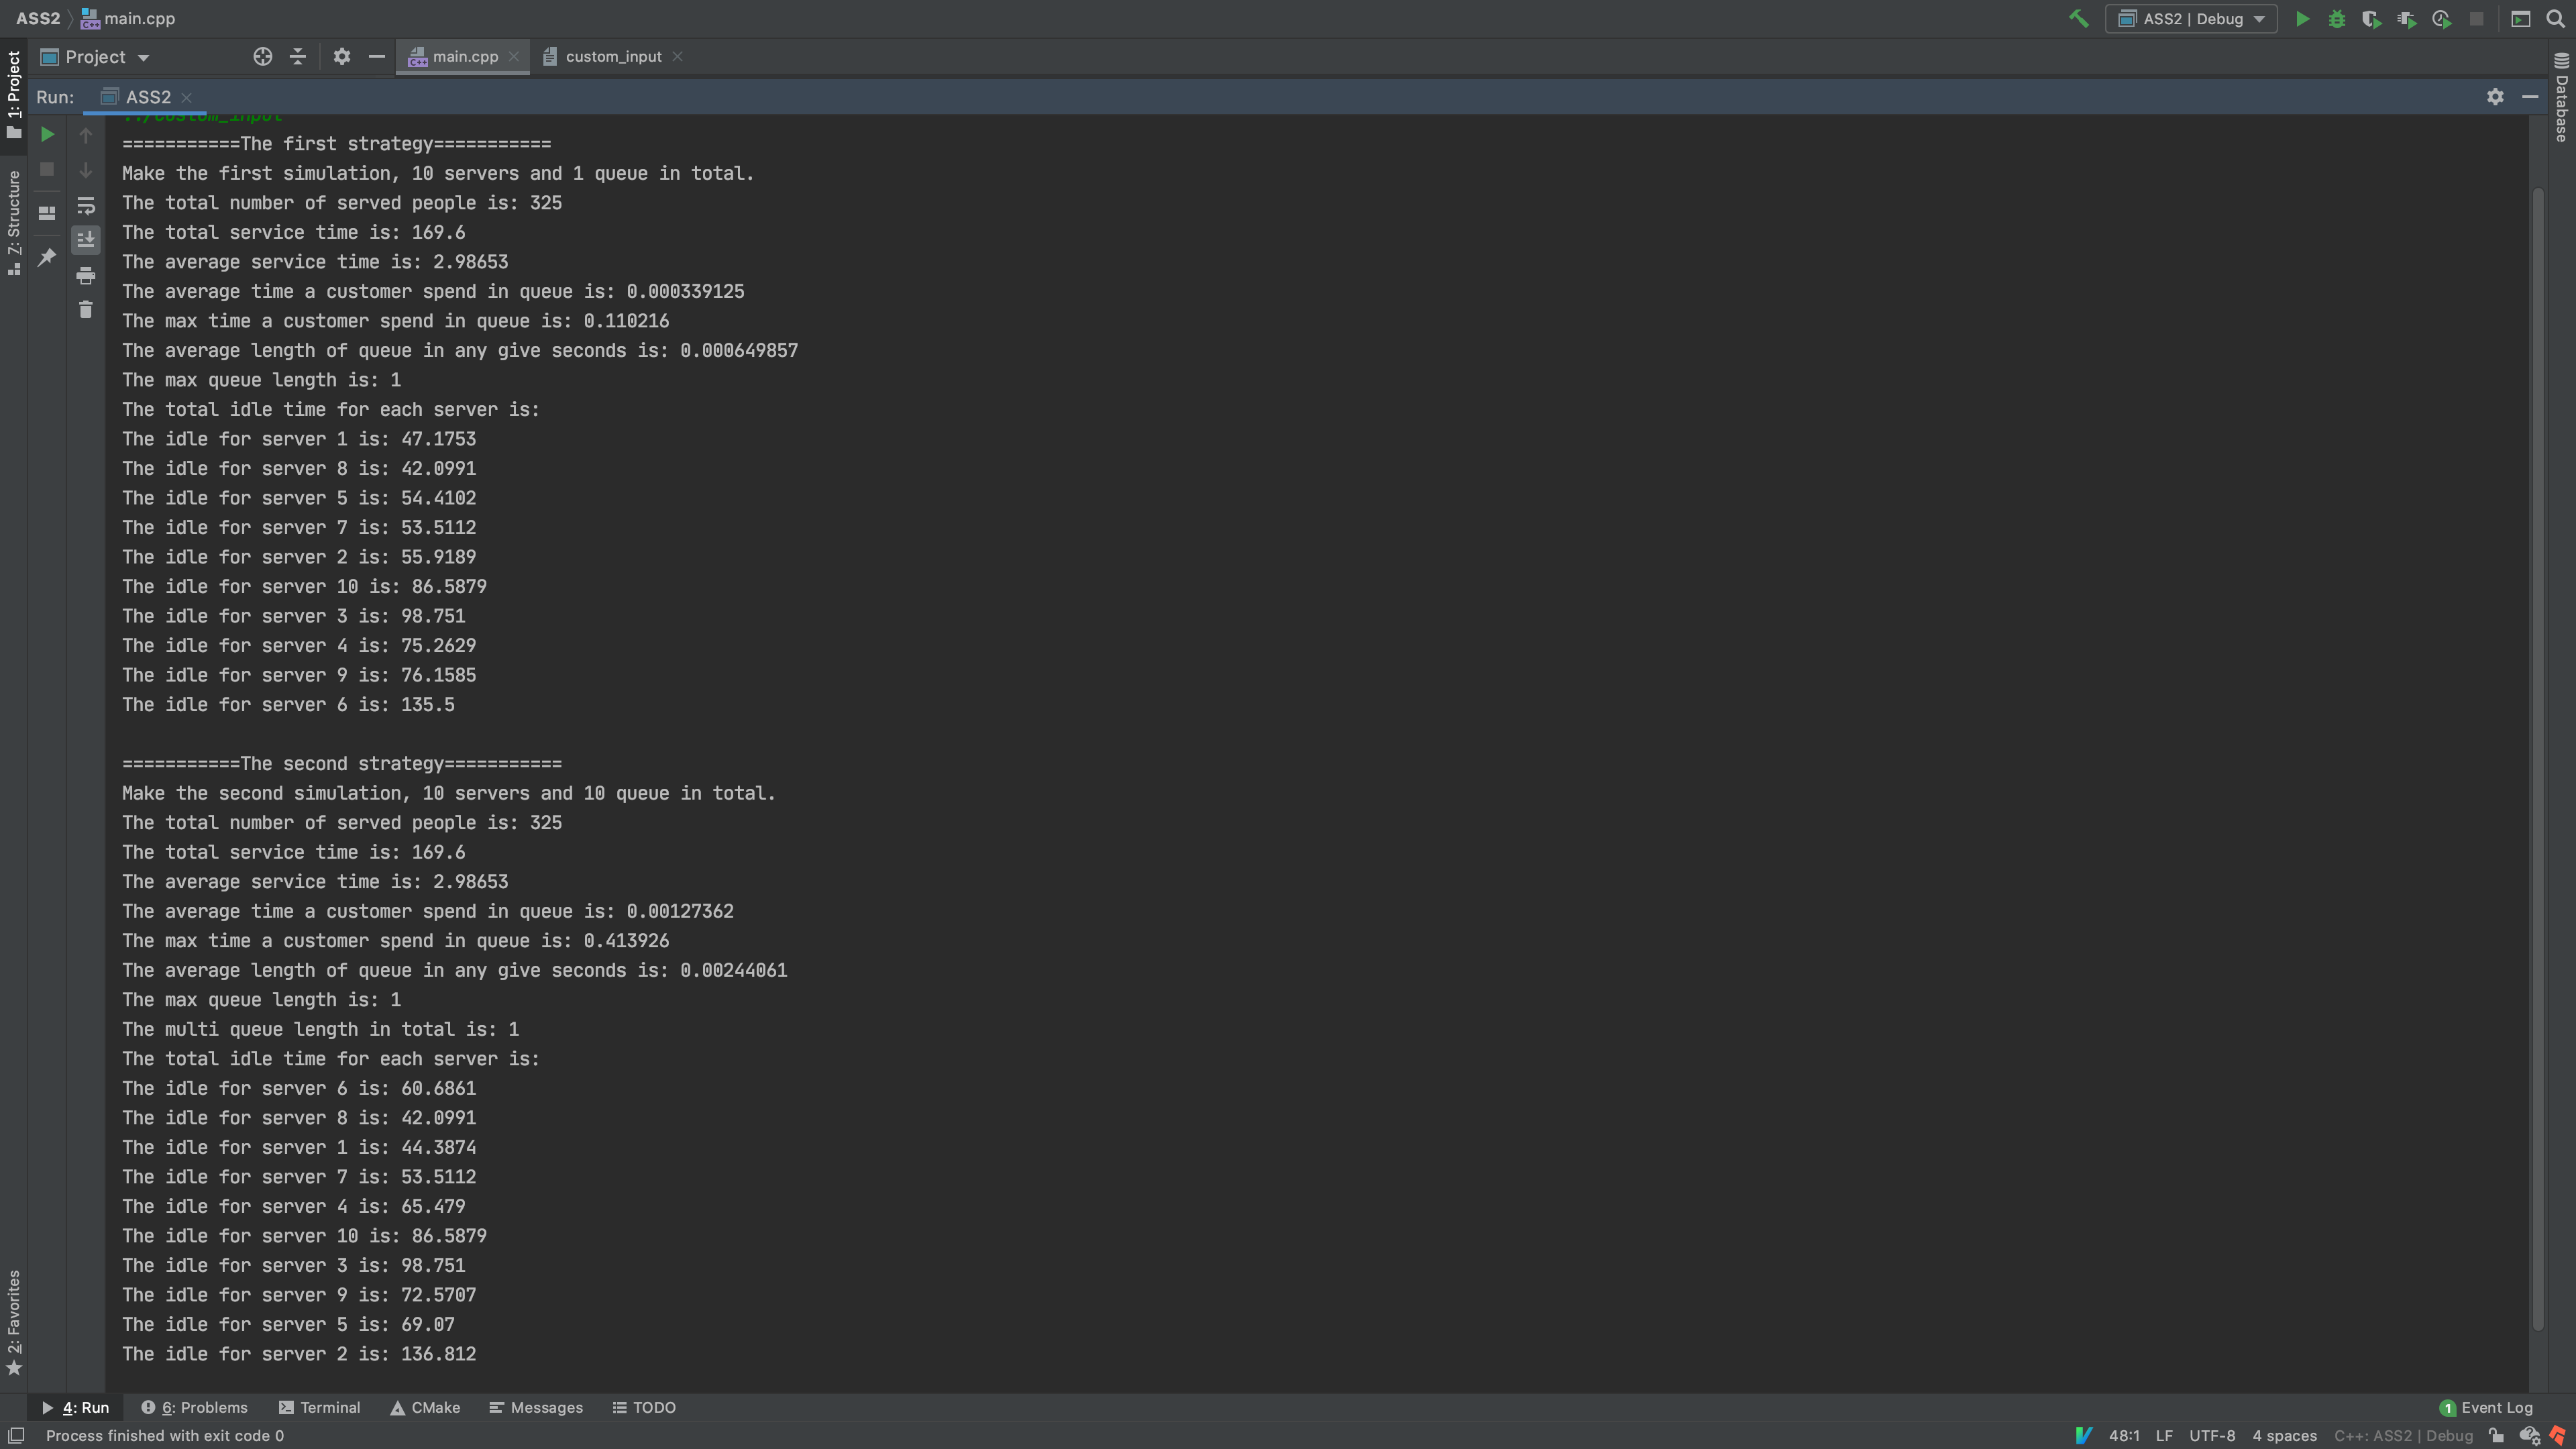 ASS2 main.cpp
ASS2 | Debug
Project main.cpp custom_input
Run: ASS2
../custom_input
===========The first strategy===========
Make the first simulation, 10 servers and 1 queue in total.
The total number of served people is: 325
The total service time is: 169.6
The average service time is: 2.98653
The average time a customer spend in queue is: 0.000339125
The max time a customer spend in queue is: 0.110216
The average length of queue in any give seconds is: 0.000649857
The max queue length is: 1
The total idle time for each server is:
The idle for server 1 is: 47.1753
The idle for server 8 is: 42.0991
The idle for server 5 is: 54.4102
The idle for server 7 is: 53.5112
The idle for server 2 is: 55.9189
The idle for server 10 is: 86.5879
The idle for server 3 is: 98.751
The idle for server 4 is: 75.2629
The idle for server 9 is: 76.1585
The idle for server 6 is: 135.5
===========The second strategy===========
Make the second simulation, 10 servers and 10 queue in total.
The total number of served people is: 325
The total service time is: 169.6
The average service time is: 2.98653
The average time a customer spend in queue is: 0.00127362
The max time a customer spend in queue is: 0.413926
The average length of queue in any give seconds is: 0.00244061
The max queue length is: 1
The multi queue length in total is: 1
The total idle time for each server is:
The idle for server 6 is: 60.6861
The idle for server 8 is: 42.0991
The idle for server 1 is: 44.3874
The idle for server 7 is: 53.5112
The idle for server 4 is: 65.479
The idle for server 10 is: 86.5879
The idle for server 3 is: 98.751
The idle for server 9 is: 72.5707
The idle for server 5 is: 69.07
The idle for server 2 is: 136.812
1: Project
Z: Structure
2: Favorites
Database
4: Run 6: Problems Terminal CMake Messages TODO
1 Event Log
Process finished with exit code 0
48:1 LF UTF-8 4 spaces C++: ASS2 | Debug